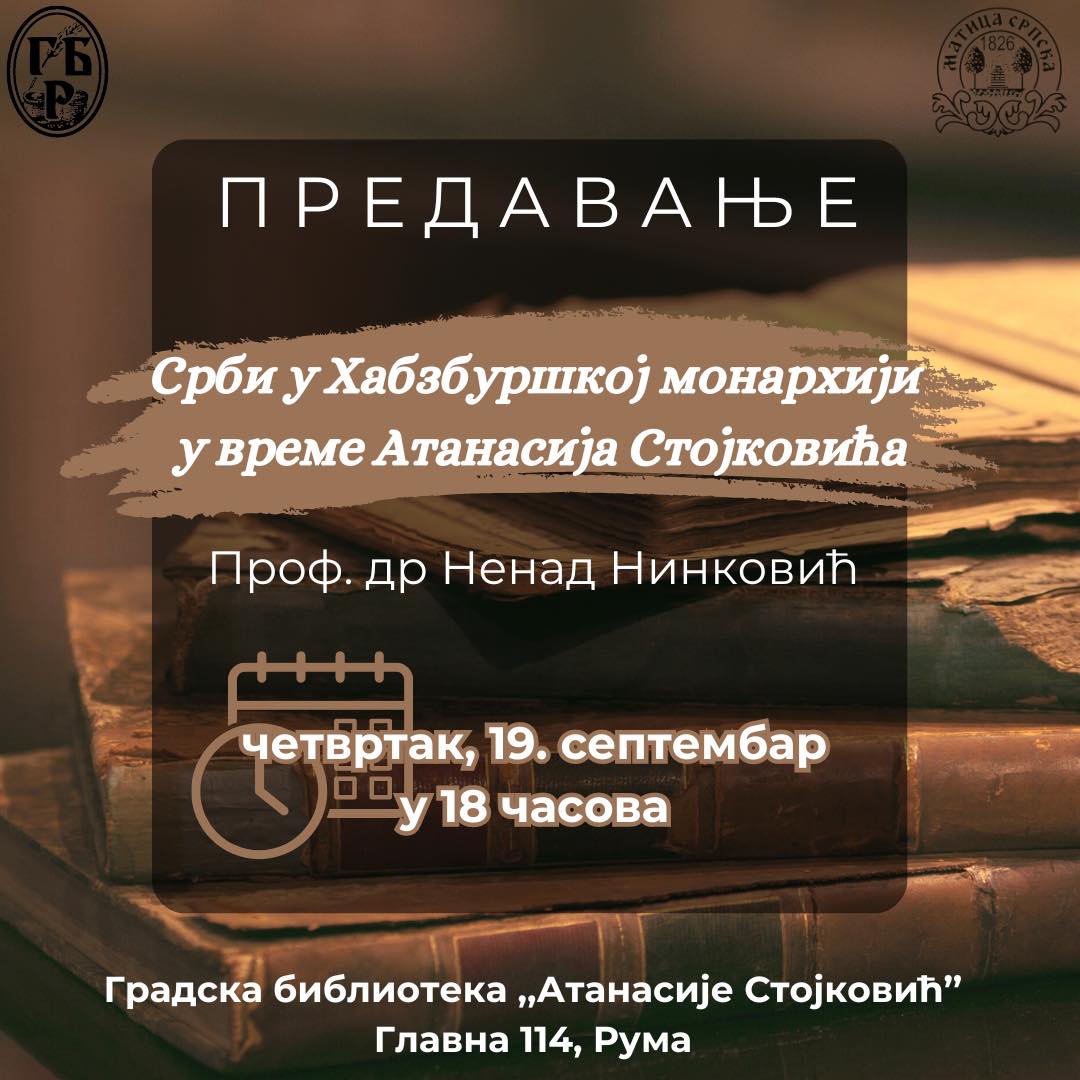 ГБ
Р
МАТИЦА СРПСКА
1826
ПРЕДАВАЊЕ
Срби у Хабзбуршкој монархији
у време Атанасија Стојковића
Проф. др Ненад Нинковић
четвртак, 19. септембар
у 18 часова
Градска библиотека ,,Атанасије Стојковић”
Главна 114, Рума